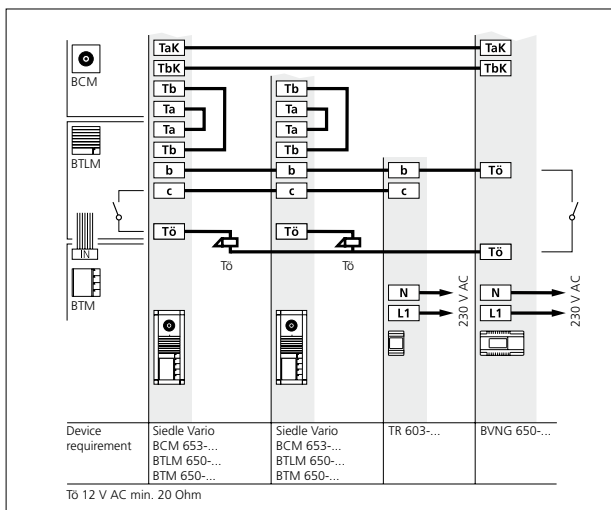 TaK TaK
BCM TbK TbK
Tb Tb
Ta Ta
Ta Ta
BTLM Tb Tb
b b b Tö
c c c
Tö Tö
IN Tö Tö Tö
BTM
N N
L1 L1
230 V AC 230 V AC
Device requirement
Siedle Vario
BCM 653-...
BTLM 650-...
BTM 650-...
Siedle Vario
BCM 653-...
BTLM 650-...
BTM 650-...
TR 603-...
BVNG 650-...
Tö 12 V AC min. 20 Ohm